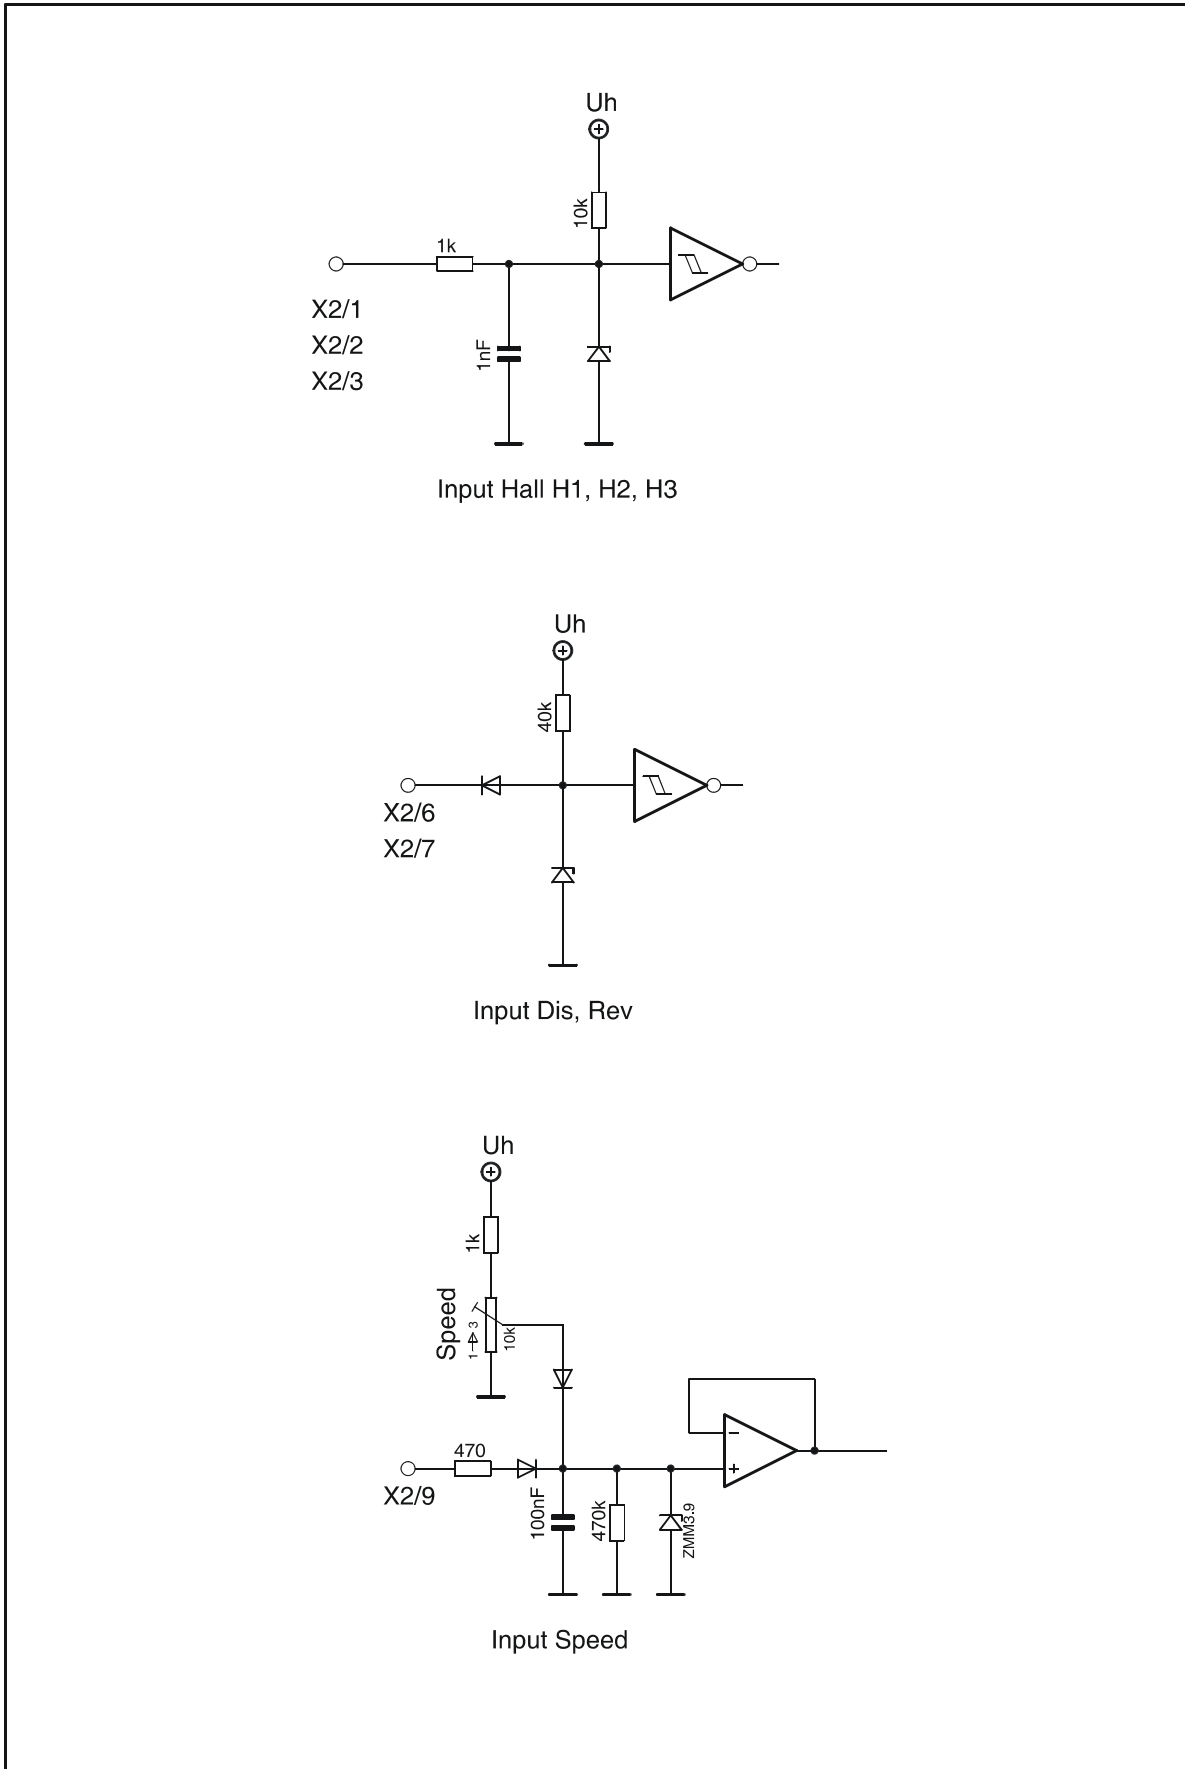 Uh
10k
1k
X2/1
X2/2
X2/3
1nF
Input Hall H1, H2, H3
Uh
40k
X2/6
X2/7
Input Dis, Rev
Uh
1k
Speed
1 3
10k
470
X2/9
100nF
470k
ZMM3.9
Input Speed